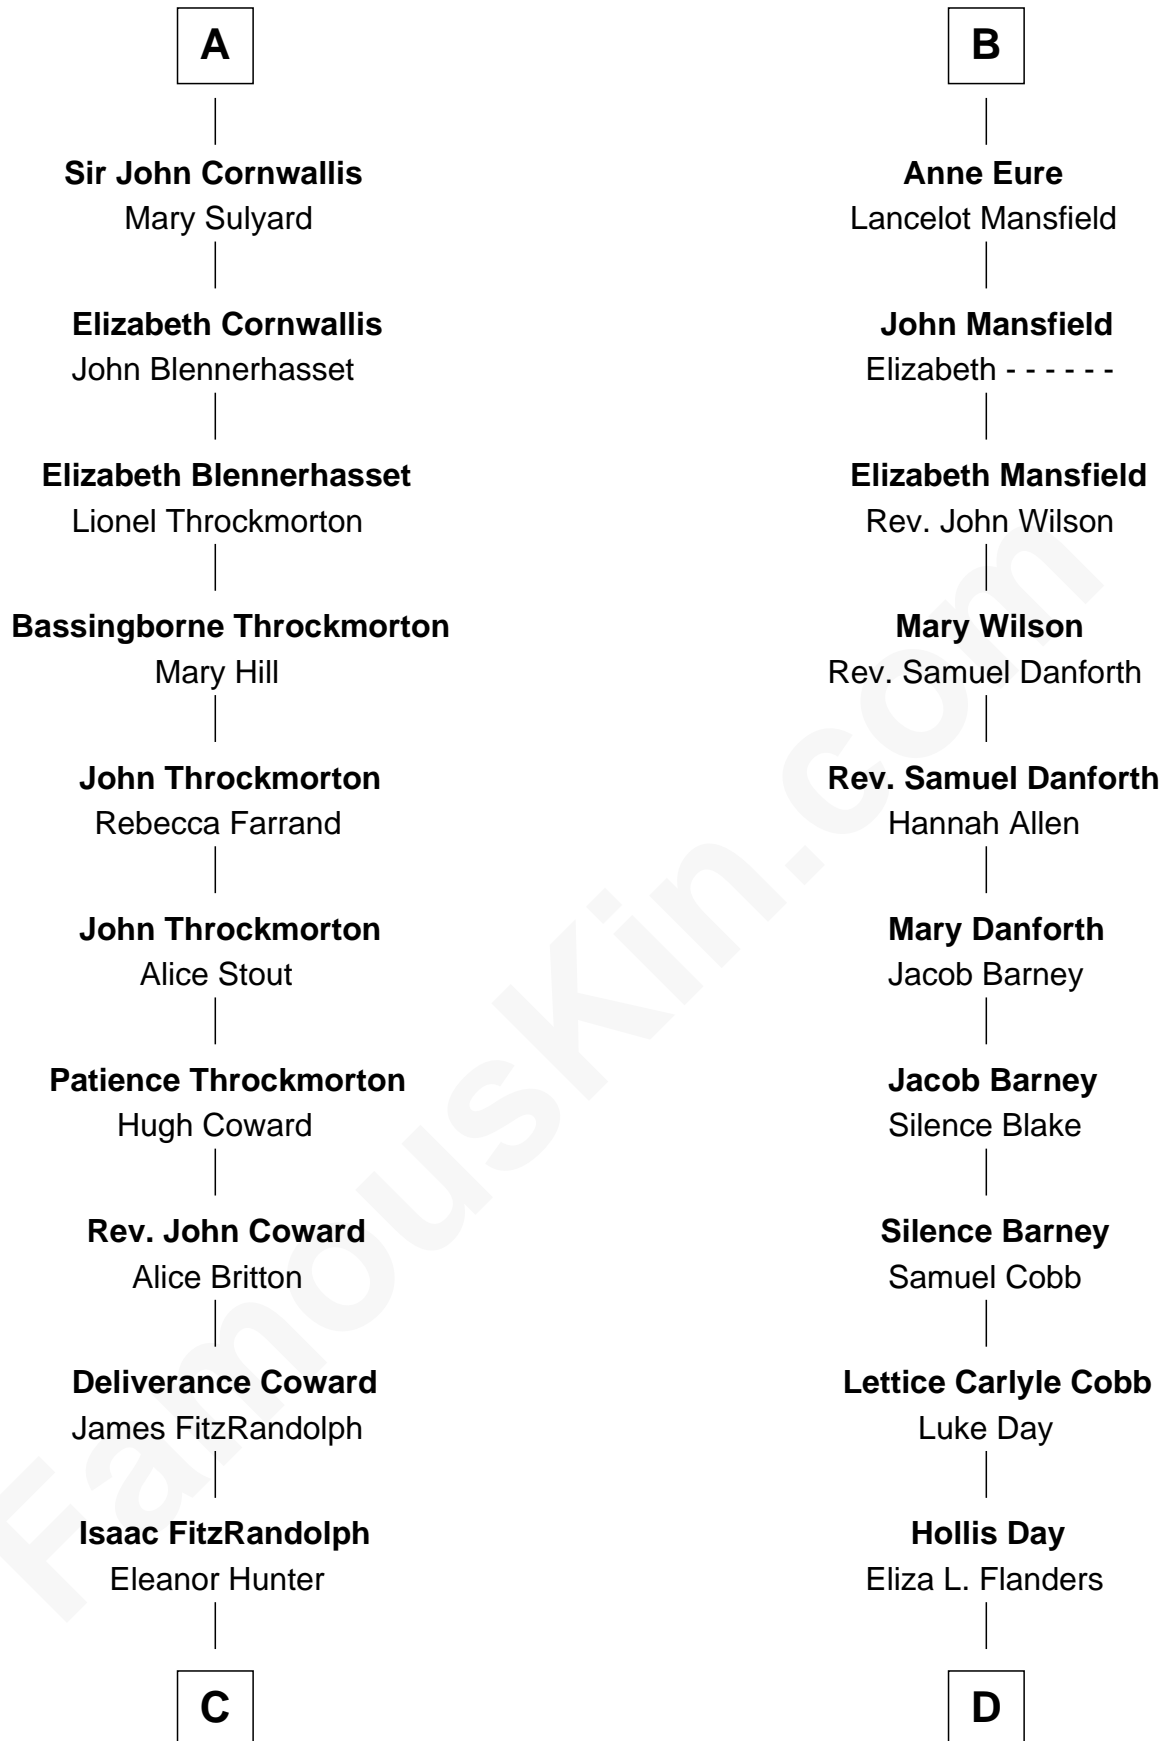 A
Sir John Cornwallis
Mary Sulyard
Elizabeth Cornwallis
John Blennerhasset
Elizabeth Blennerhasset
Lionel Throckmorton
Bassingborne Throckmorton
Mary Hill
John Throckmorton
Rebecca Farrand
John Throckmorton
Alice Stout
Patience Throckmorton
Hugh Coward
Rev. John Coward
Alice Britton
Deliverance Coward
James FitzRandolph
Isaac FitzRandolph
Eleanor Hunter
C
B
Anne Eure
Lancelot Mansfield
John Mansfield
Elizabeth - - - - - -
Elizabeth Mansfield
Rev. John Wilson
Mary Wilson
Rev. Samuel Danforth
Rev. Samuel Danforth
Hannah Allen
Mary Danforth
Jacob Barney
Jacob Barney
Silence Blake
Silence Barney
Samuel Cobb
Lettice Carlyle Cobb
Luke Day
Hollis Day
Eliza L. Flanders
D
FamousKin.com